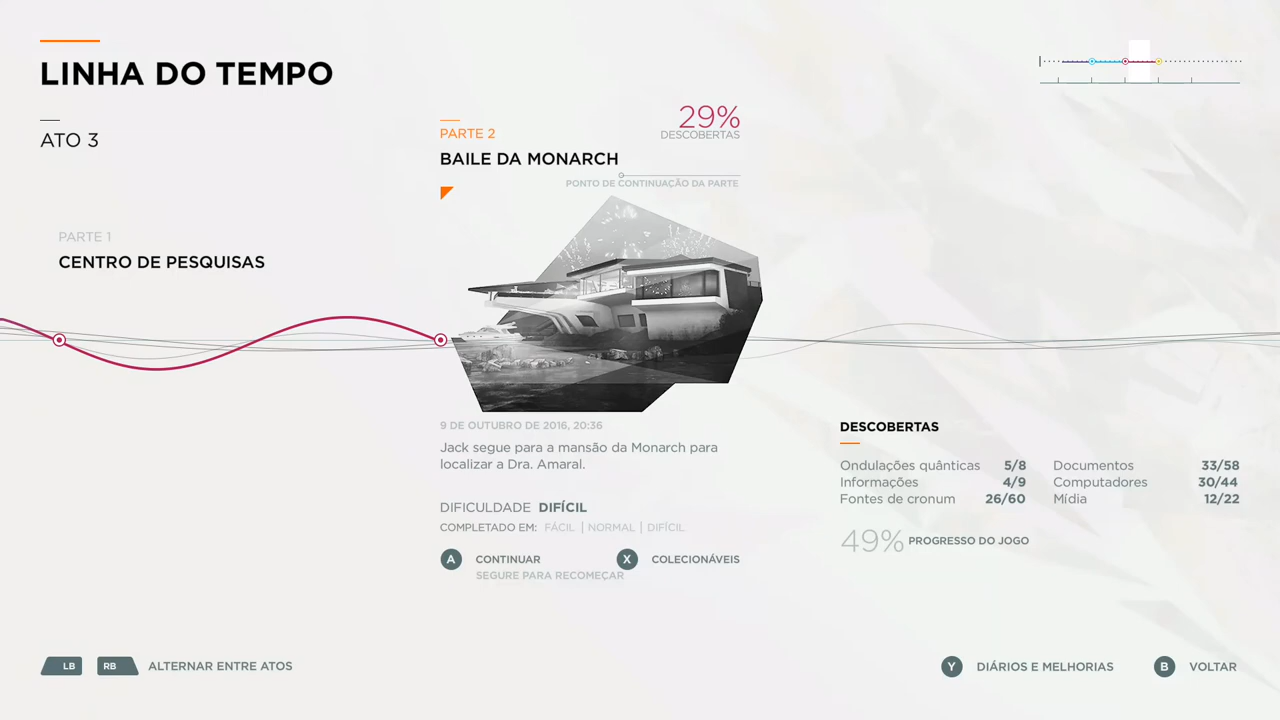 LINHA DO TEMPO
ATO 3
PARTE 1
CENTRO DE PESQUISAS
PARTE 2
29%
DESCOBERTAS
BAILE DA MONARCH
PONTO DE CONTINUAÇÃO DA PARTE
9 DE OUTUBRO DE 2016, 20:36
Jack segue para a mansão da Monarch para
localizar a Dra. Amaral.
DIFICULDADE DIFÍCIL
COMPLETADO EM: FÁCIL | NORMAL | DIFÍCIL
A CONTINUAR X COLECIONÁVEIS
SEGURE PARA RECOMEÇAR
DESCOBERTAS
Ondulações quânticas 5/8 Documentos 33/58
Informações 4/9 Computadores 30/44
Fontes de cronum 26/60 Mídia 12/22
49% PROGRESSO DO JOGO
LB RB ALTERNAR ENTRE ATOS
Y DIÁRIOS E MELHORIAS B VOLTAR